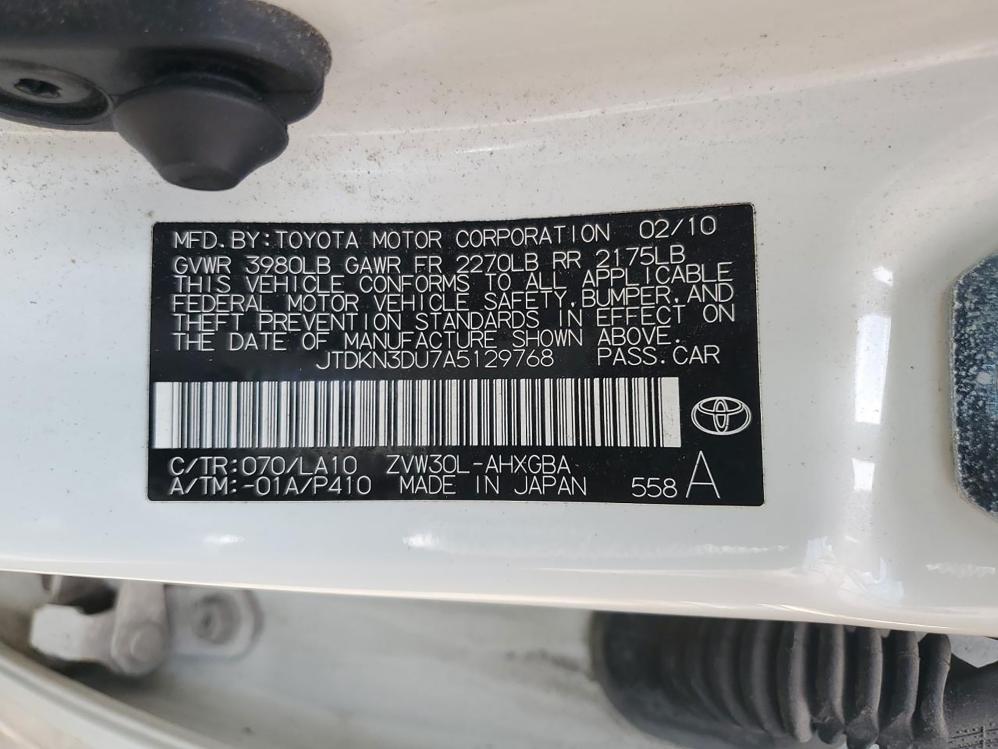 MFD. BY: TOYOTA MOTOR CORPORATION 02/10
GVWR 3980LB GAWR FR 2270LB RR 2175LB
THIS VEHICLE CONFORMS TO ALL APPLICABLE
FEDERAL MOTOR VEHICLE SAFETY, BUMPER, AND
THEFT PREVENTION STANDARDS IN EFFECT ON
THE DATE OF MANUFACTURE SHOWN ABOVE.
JTDKN3DU7A5129768 PASS. CAR
C/TR: 070/LA10 ZVW30L-AHXGBA
A/TM: -01A/P410 MADE IN JAPAN 558 A